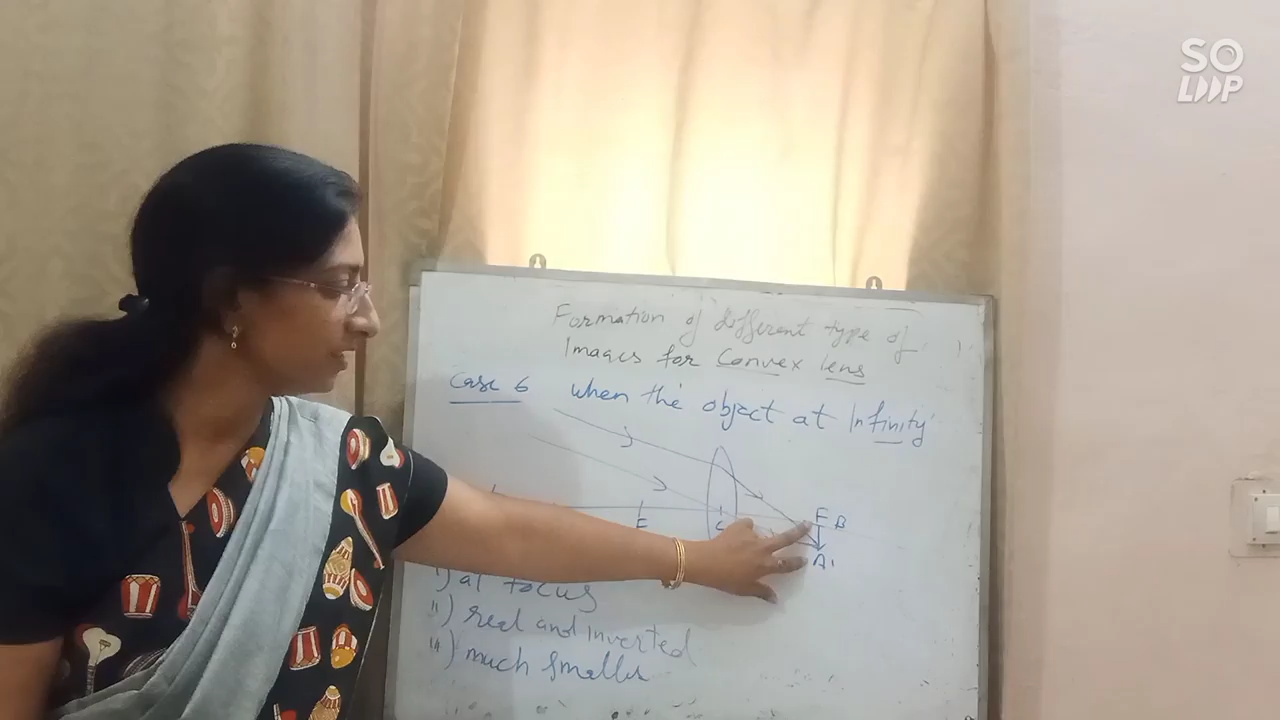 SO
LOOP
Formation of different type of
Images for Convex lens
Case 6 when the object at Infinity
F C F B
A'
i) at focus
ii) real and inverted
iii) much smaller